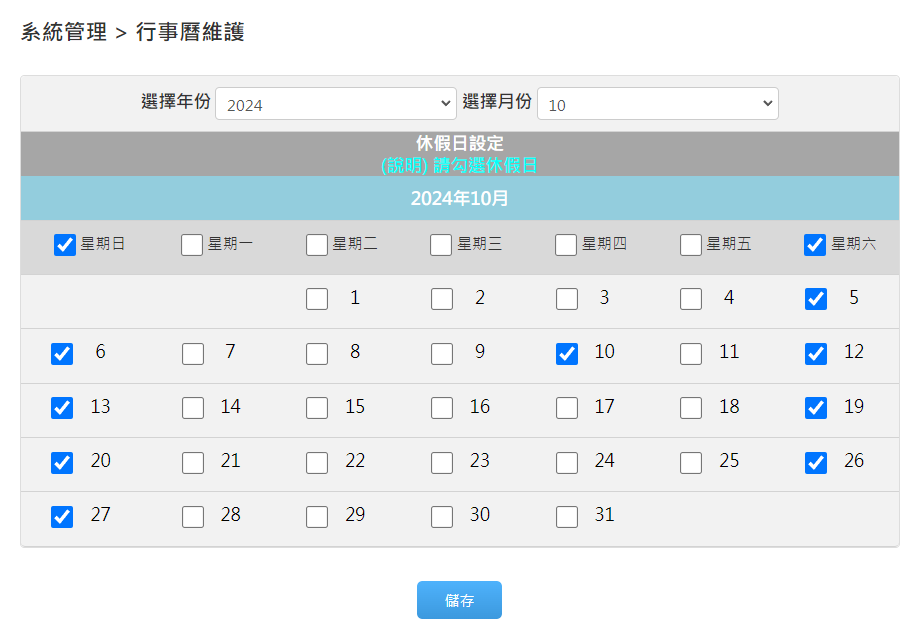 系統管理 > 行事曆維護
選擇年份 2024 選擇月份 10
休假日設定
(說明) 請勾選休假日
2024年10月
星期日 星期一 星期二 星期三 星期四 星期五 星期六
1 2 3 4 5
6 7 8 9 10 11 12
13 14 15 16 17 18 19
20 21 22 23 24 25 26
27 28 29 30 31
儲存